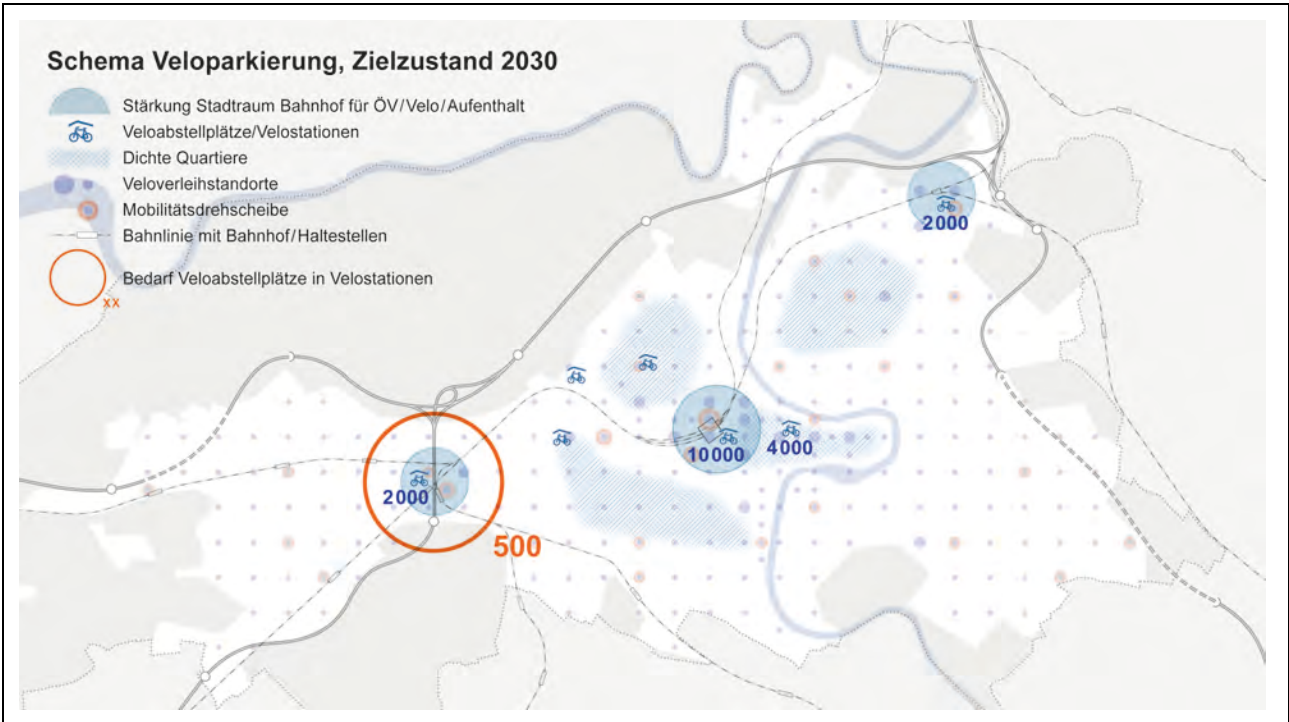 Schema Veloparkierung, Zielzustand 2030
Stärkung Stadtraum Bahnhof für ÖV/Velo/Aufenthalt
Veloabstellplätze/Velostationen
Dichte Quartiere
Veloverleihstandorte
Mobilitätsdrehscheibe
Bahnlinie mit Bahnhof/Haltestellen
Bedarf Veloabstellplätze in Velostationen
xx
2000
10000
4000
2000
500